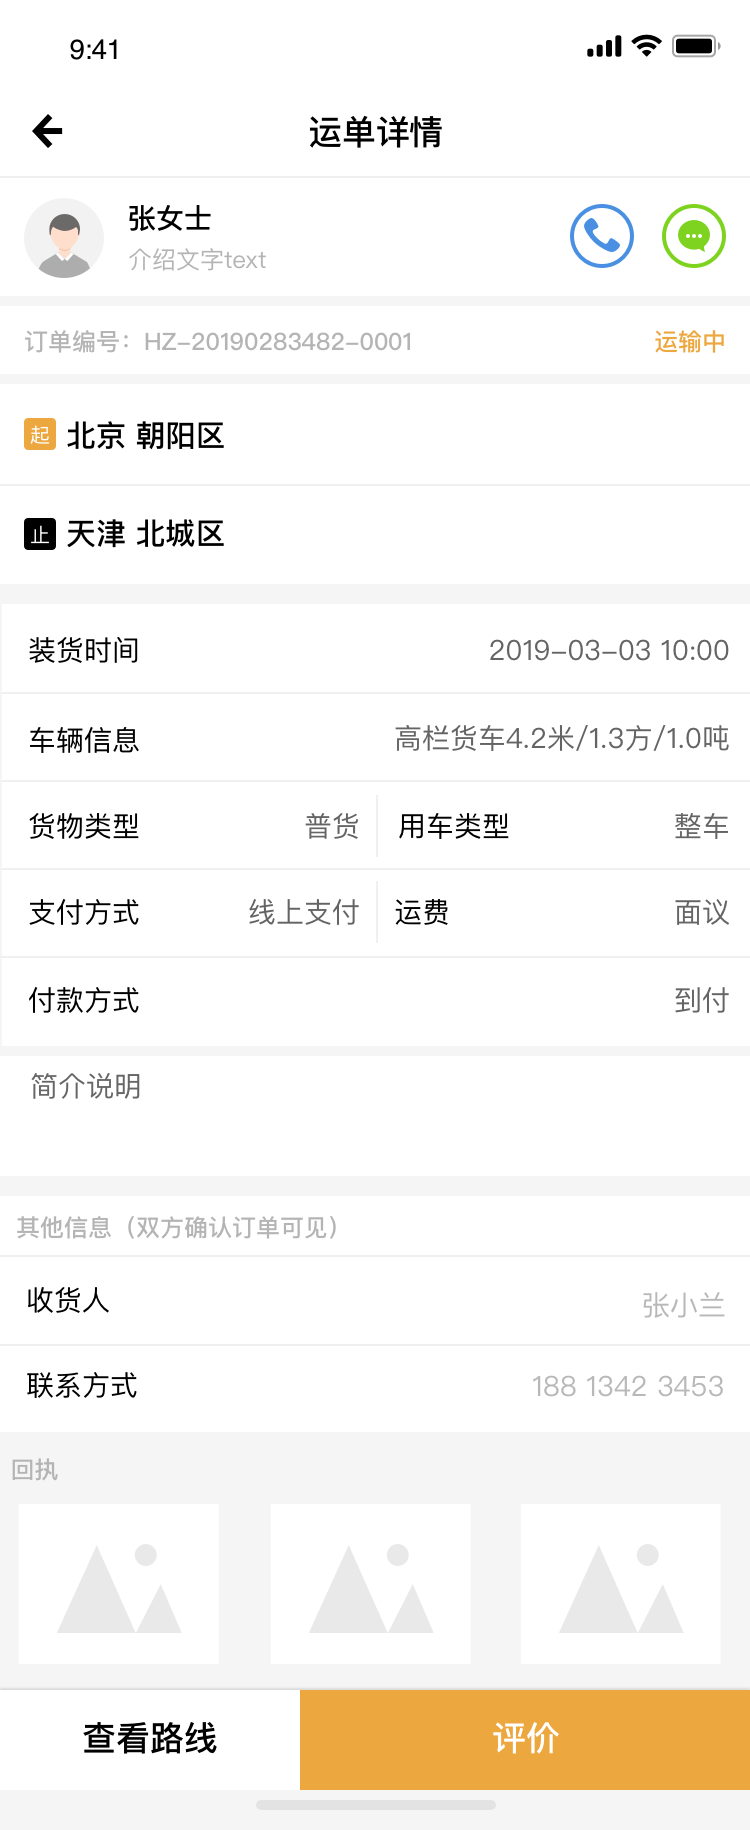 9:41
运单详情
张女士
介绍文字text
订单编号：HZ-20190283482-0001 运输中
起 北京 朝阳区
止 天津 北城区
装货时间 2019-03-03 10:00
车辆信息 高栏货车4.2米/1.3方/1.0吨
货物类型 普货 用车类型 整车
支付方式 线上支付 运费 面议
付款方式 到付
简介说明
其他信息（双方确认订单可见）
收货人 张小兰
联系方式 188 1342 3453
回执
查看路线 评价